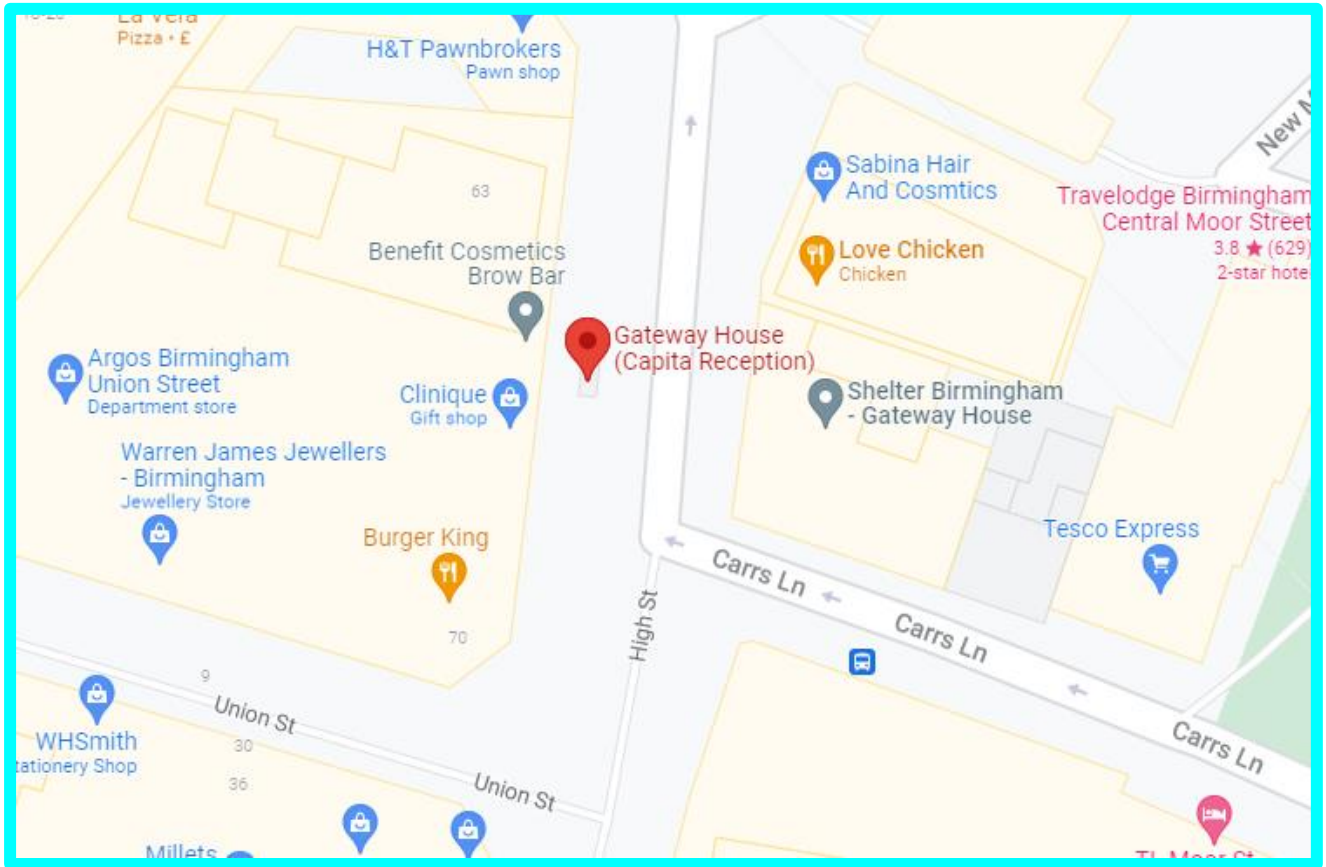 La Vera
Pizza • £
H&T Pawnbrokers
Pawn shop
New
63
Sabina Hair
And Cosmtics
Travelodge Birmingham
Central Moor Street
3.8 ★ (629)
2-star hote
Benefit Cosmetics
Brow Bar
Love Chicken
Chicken
Gateway House
(Capita Reception)
Argos Birmingham
Union Street
Department store
Clinique
Gift shop
Shelter Birmingham
- Gateway House
Warren James Jewellers
- Birmingham
Jewellery Store
Burger King
Tesco Express
Carrs Ln
High St
Carrs Ln
70
9
Union St
WHSmith
tationery Shop
30
36
Carrs Ln
Union St
Millets